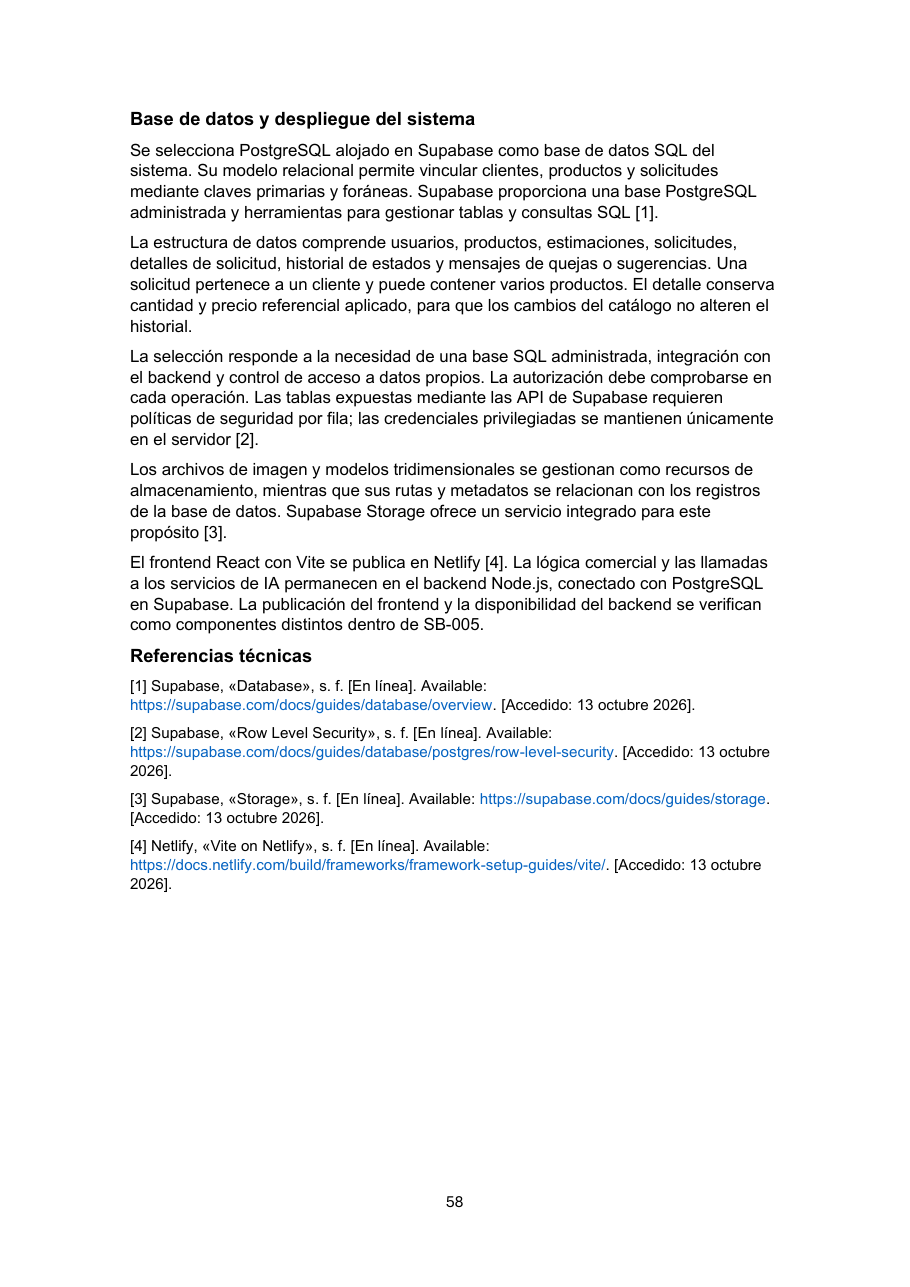 Base de datos y despliegue del sistema
Se selecciona PostgreSQL alojado en Supabase como base de datos SQL del
sistema. Su modelo relacional permite vincular clientes, productos y solicitudes
mediante claves primarias y foráneas. Supabase proporciona una base PostgreSQL
administrada y herramientas para gestionar tablas y consultas SQL [1].
La estructura de datos comprende usuarios, productos, estimaciones, solicitudes,
detalles de solicitud, historial de estados y mensajes de quejas o sugerencias. Una
solicitud pertenece a un cliente y puede contener varios productos. El detalle conserva
cantidad y precio referencial aplicado, para que los cambios del catálogo no alteren el
historial.
La selección responde a la necesidad de una base SQL administrada, integración con
el backend y control de acceso a datos propios. La autorización debe comprobarse en
cada operación. Las tablas expuestas mediante las API de Supabase requieren
políticas de seguridad por fila; las credenciales privilegiadas se mantienen únicamente
en el servidor [2].
Los archivos de imagen y modelos tridimensionales se gestionan como recursos de
almacenamiento, mientras que sus rutas y metadatos se relacionan con los registros
de la base de datos. Supabase Storage ofrece un servicio integrado para este
propósito [3].
El frontend React con Vite se publica en Netlify [4]. La lógica comercial y las llamadas
a los servicios de IA permanecen en el backend Node.js, conectado con PostgreSQL
en Supabase. La publicación del frontend y la disponibilidad del backend se verifican
como componentes distintos dentro de SB-005.
Referencias técnicas
[1] Supabase, «Database», s. f. [En línea]. Available:
https://supabase.com/docs/guides/database/overview. [Accedido: 13 octubre 2026].
[2] Supabase, «Row Level Security», s. f. [En línea]. Available:
https://supabase.com/docs/guides/database/postgres/row-level-security. [Accedido: 13 octubre
2026].
[3] Supabase, «Storage», s. f. [En línea]. Available: https://supabase.com/docs/guides/storage.
[Accedido: 13 octubre 2026].
[4] Netlify, «Vite on Netlify», s. f. [En línea]. Available:
https://docs.netlify.com/build/frameworks/framework-setup-guides/vite/. [Accedido: 13 octubre
2026].
58